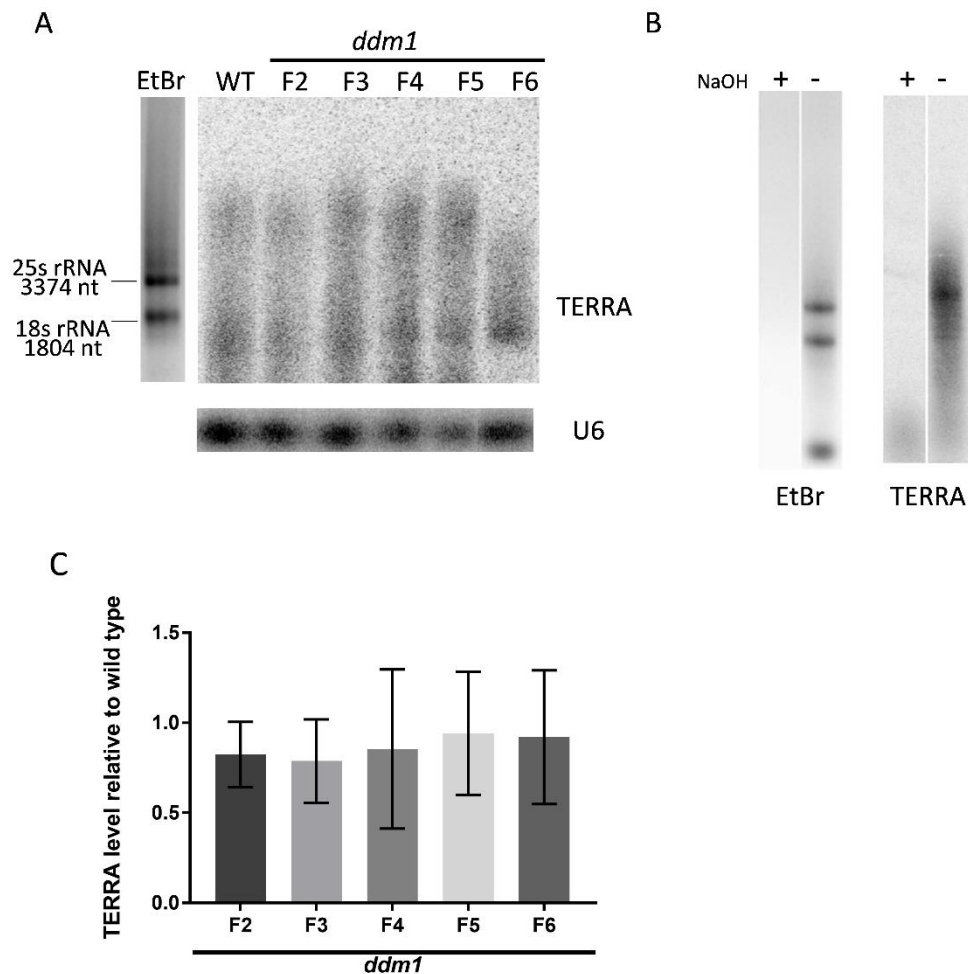 A
ddm1
EtBr WT F2 F3 F4 F5 F6
25s rRNA
3374 nt
18s rRNA
1804 nt
TERRA
U6
B
NaOH + - + -
EtBr TERRA
C
TERRA level relative to wild type
1.5
1.0
0.5
0.0
F2 F3 F4 F5 F6
ddm1